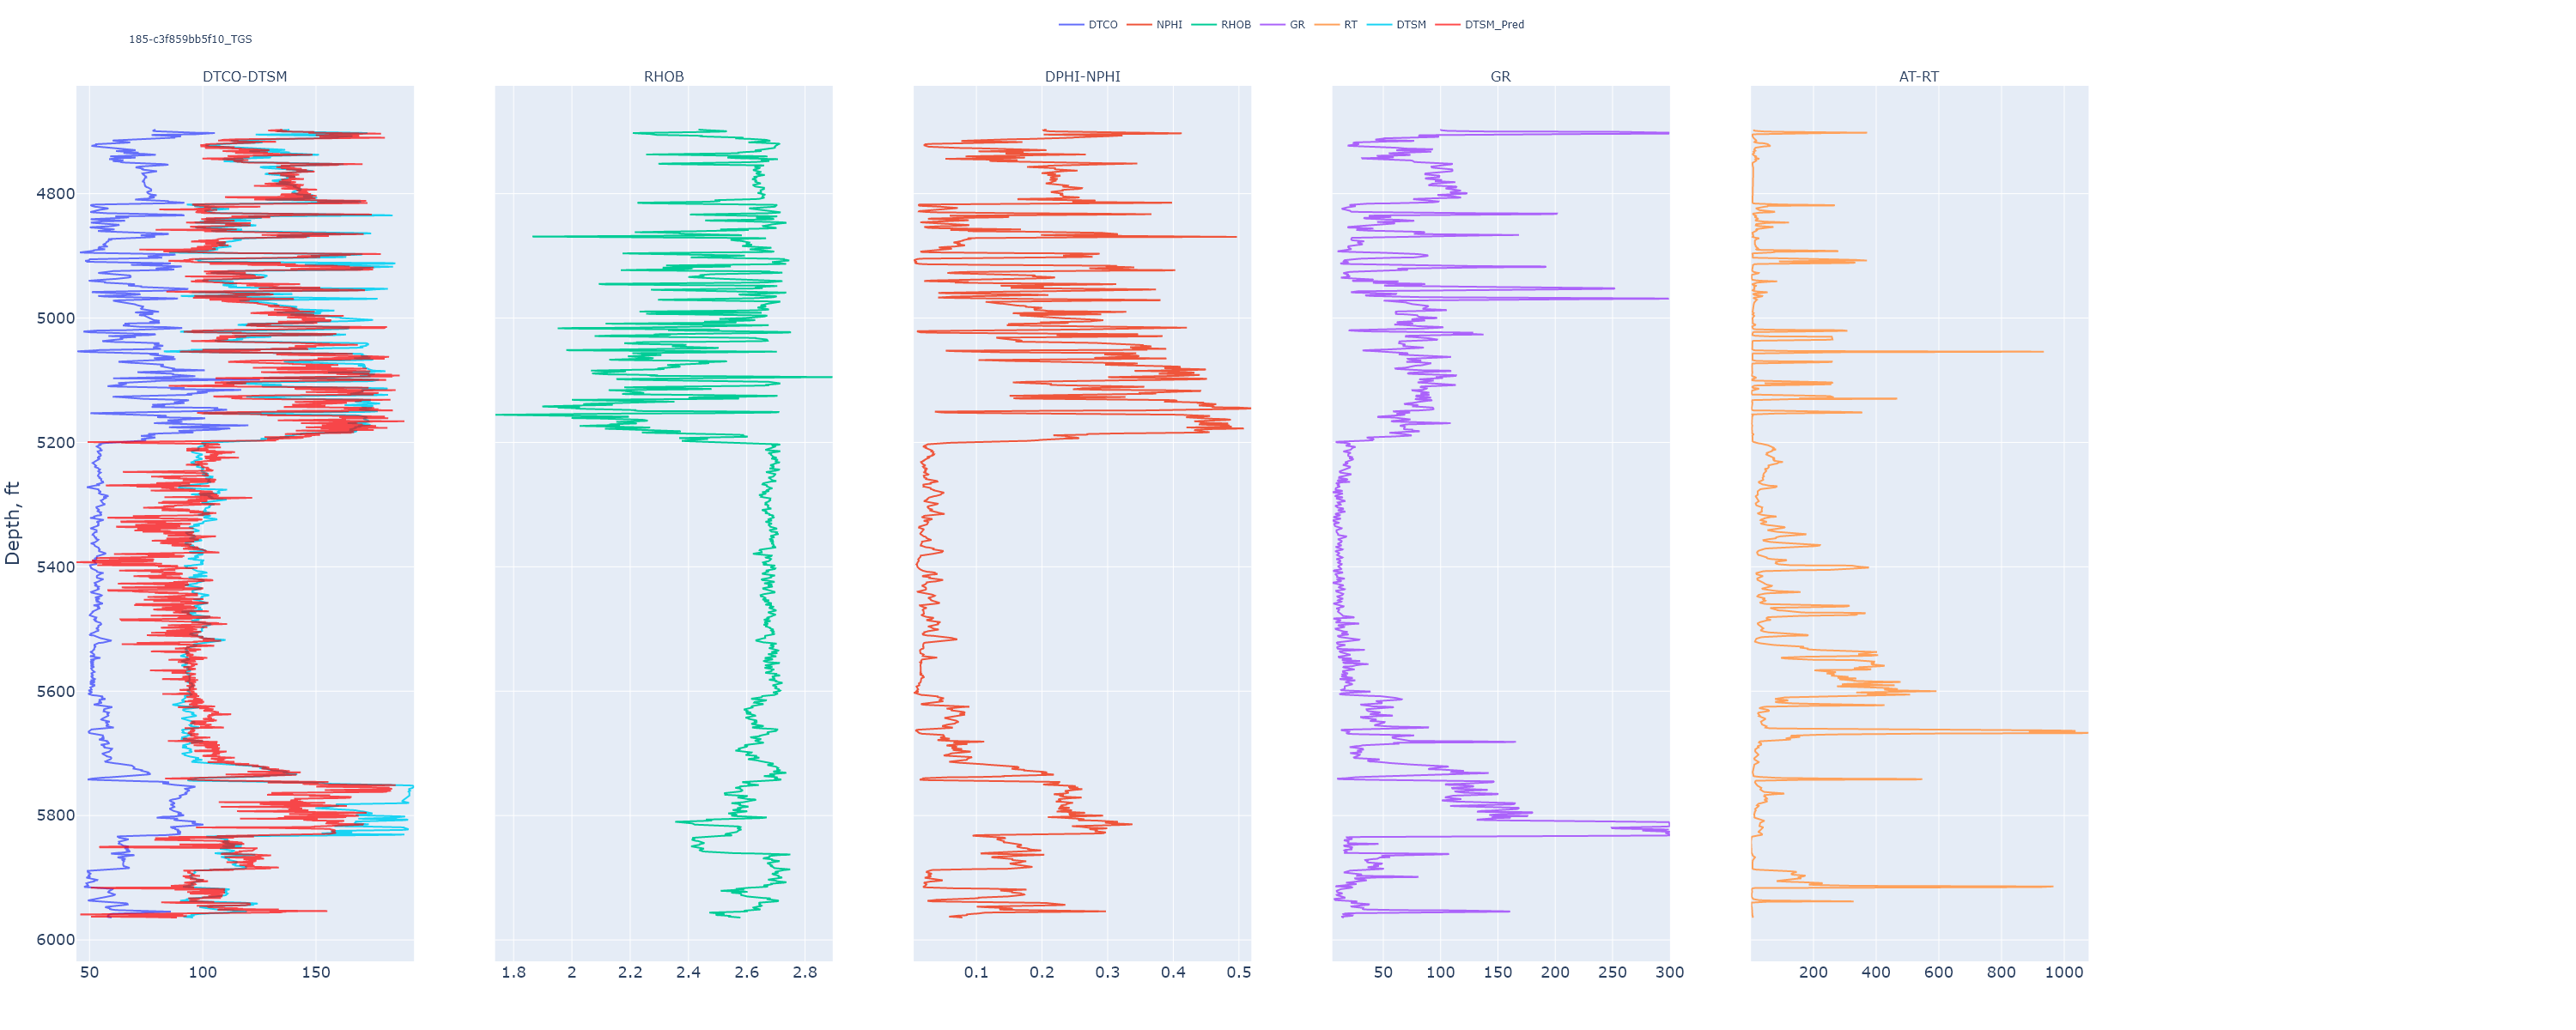 DTCO NPHI RHOB GR RT DTSM DTSM_Pred
185-c3f859bb5f10_TGS
DTCO-DTSM RHOB DPHI-NPHI GR AT-RT
Depth, ft
4800
5000
5200
5400
5600
5800
6000
50 100 150 1.8 2 2.2 2.4 2.6 2.8 0.1 0.2 0.3 0.4 0.5 50 100 150 200 250 300 200 400 600 800 1000